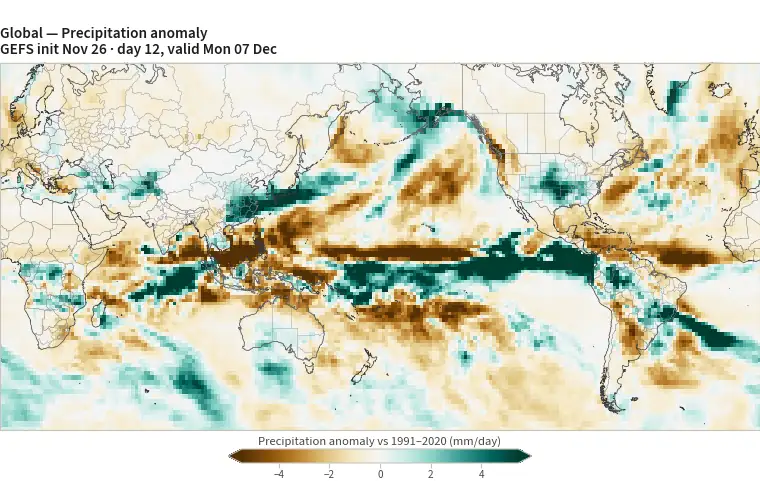 Global — Precipitation anomaly
GEFS init Nov 26 · day 12, valid Mon 07 Dec
Precipitation anomaly vs 1991–2020 (mm/day)
−4 −2 0 2 4